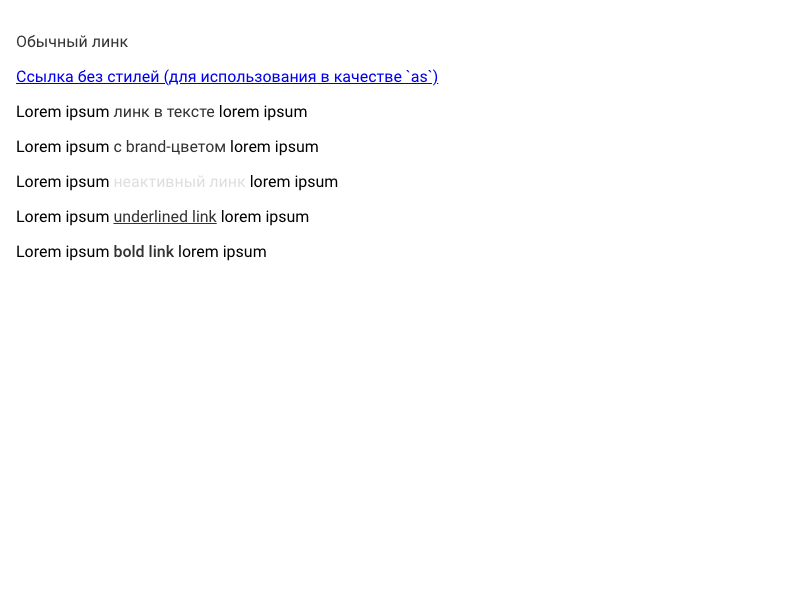 Обычный линк
Ссылка без стилей (для использования в качестве `as`)
Lorem ipsum линк в тексте lorem ipsum
Lorem ipsum с brand-цветом lorem ipsum
Lorem ipsum неактивный линк lorem ipsum
Lorem ipsum underlined link lorem ipsum
Lorem ipsum bold link lorem ipsum